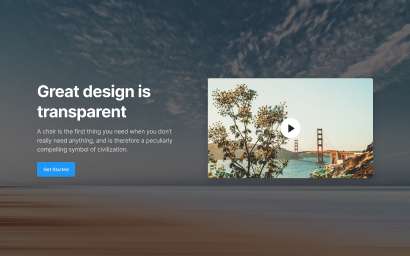 Great design is
transparent
A chair is the first thing you need when you don't
really need anything, and is therefore a peculiarly
compelling symbol of civilization.
Get Started